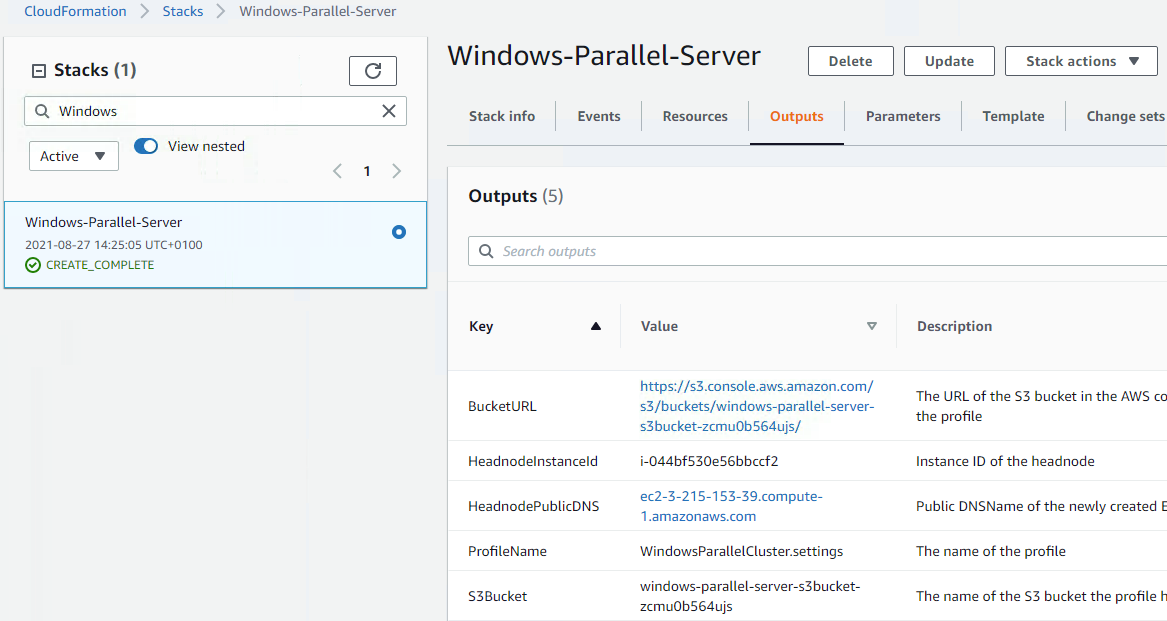 CloudFormation > Stacks > Windows-Parallel-Server
Stacks (1)
Windows
Active
View nested
1
Windows-Parallel-Server
2021-08-27 14:25:05 UTC+0100
CREATE_COMPLETE
Windows-Parallel-Server
Delete
Update
Stack actions
Stack info
Events
Resources
Outputs
Parameters
Template
Change sets
Outputs (5)
Search outputs
Key
Value
Description
BucketURL
https://s3.console.aws.amazon.com/
s3/buckets/windows-parallel-server-
s3bucket-zcmu0b564ujs/
The URL of the S3 bucket in the AWS co
the profile
HeadnodeInstanceId
i-044bf530e56bbccf2
Instance ID of the headnode
HeadnodePublicDNS
ec2-3-215-153-39.compute-
1.amazonaws.com
Public DNSName of the newly created E
ProfileName
WindowsParallelCluster.settings
The name of the profile
S3Bucket
windows-parallel-server-s3bucket-
zcmu0b564ujs
The name of the S3 bucket the profile h